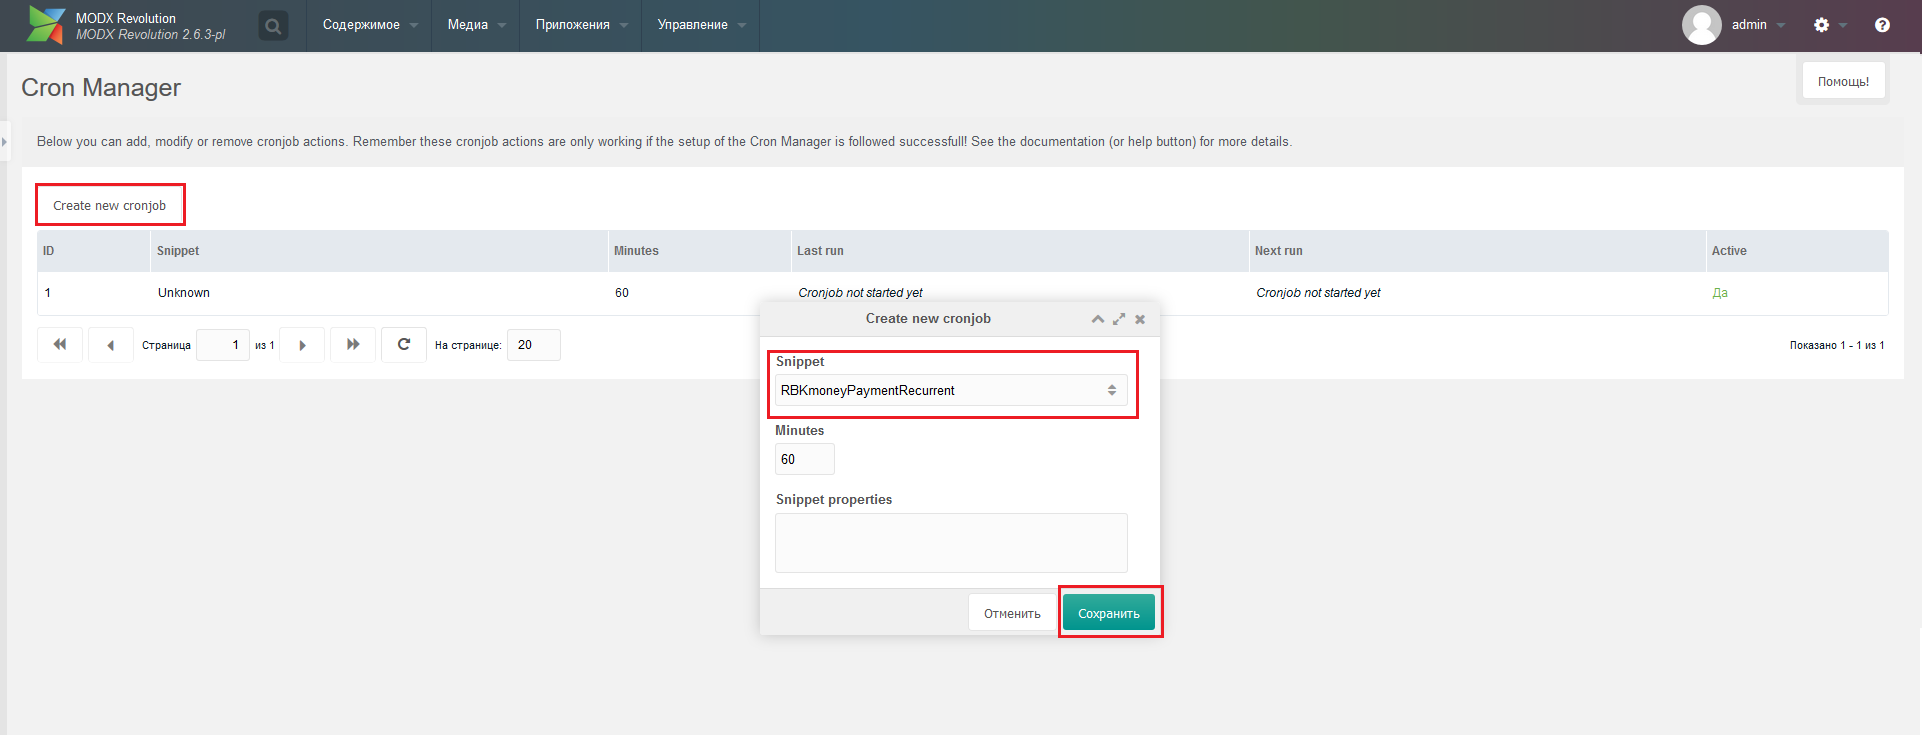 MODX Revolution
MODX Revolution 2.6.3-pl
Содержимое
Медиа
Приложения
Управление
admin
Cron Manager
Помощь!
Below you can add, modify or remove cronjob actions. Remember these cronjob actions are only working if the setup of the Cron Manager is followed successfull! See the documentation (or help button) for more details.
Create new cronjob
ID Snippet Minutes Last run Next run Active
1 Unknown 60 Cronjob not started yet Cronjob not started yet Да
Страница 1 из 1 На странице: 20 Показано 1 - 1 из 1
Create new cronjob
Snippet
RBKmoneyPaymentRecurrent
Minutes
60
Snippet properties
Отменить Сохранить